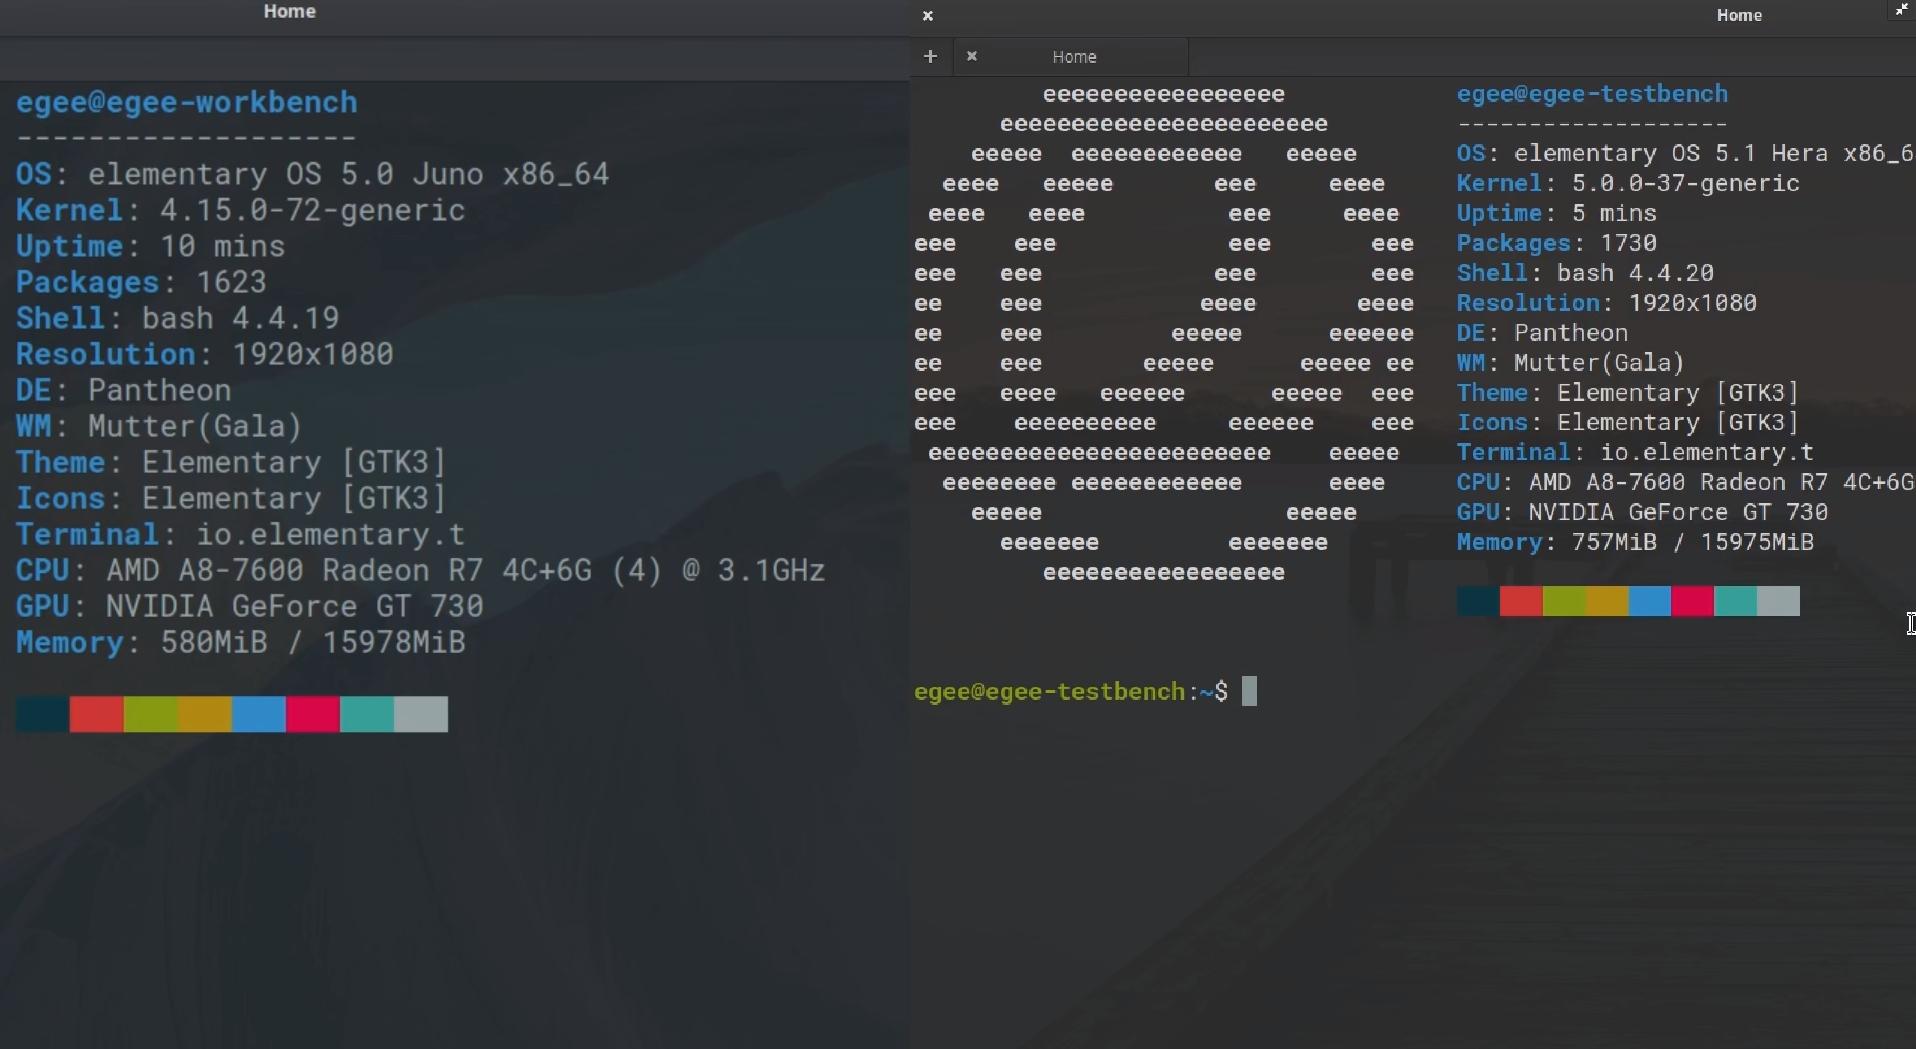 Home
egee@egee-workbench
-------------------
OS: elementary OS 5.0 Juno x86_64
Kernel: 4.15.0-72-generic
Uptime: 10 mins
Packages: 1623
Shell: bash 4.4.19
Resolution: 1920x1080
DE: Pantheon
WM: Mutter(Gala)
Theme: Elementary [GTK3]
Icons: Elementary [GTK3]
Terminal: io.elementary.t
CPU: AMD A8-7600 Radeon R7 4C+6G (4) @ 3.1GHz
GPU: NVIDIA GeForce GT 730
Memory: 580MiB / 15978MiB
Home
Home
eeeeeeeeeeeeeeeee
eeeeeeeeeeeeeeeeeeeeeee
eeeee  eeeeeeeeeeee   eeeee
eeee   eeeee       eee     eeee
eeee   eeee          eee     eeee
eee    eee            eee       eee
eee   eee            eee        eee
ee    eee           eeee       eeee
ee    eee         eeeee      eeeeee
ee    eee       eeeee      eeeee ee
eee   eeee   eeeeee      eeeee  eee
eee    eeeeeeeeee     eeeeee    eee
eeeeeeeeeeeeeeeeeeeeeeee    eeeee
eeeeeeee eeeeeeeeeeee      eeee
eeeee                 eeeee
eeeeeee         eeeeeee
eeeeeeeeeeeeeeeee
egee@egee-testbench
-------------------
OS: elementary OS 5.1 Hera x86_6
Kernel: 5.0.0-37-generic
Uptime: 5 mins
Packages: 1730
Shell: bash 4.4.20
Resolution: 1920x1080
DE: Pantheon
WM: Mutter(Gala)
Theme: Elementary [GTK3]
Icons: Elementary [GTK3]
Terminal: io.elementary.t
CPU: AMD A8-7600 Radeon R7 4C+6G
GPU: NVIDIA GeForce GT 730
Memory: 757MiB / 15975MiB
egee@egee-testbench:~$